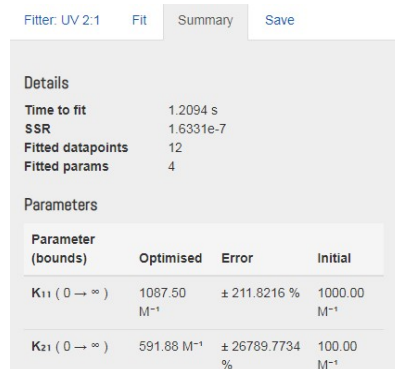 Fitter: UV 2:1 Fit Summary Save
Details
Time to fit 1.2094 s
SSR 1.6331e-7
Fitted datapoints 12
Fitted params 4
Parameters
Parameter
(bounds) Optimised Error Initial
K₁₁ ( 0 → ∞ ) 1087.50 ± 211.8216 % 1000.00
M⁻¹ M⁻¹
K₂₁ ( 0 → ∞ ) 591.88 M⁻¹ ± 26789.7734 100.00
% M⁻¹